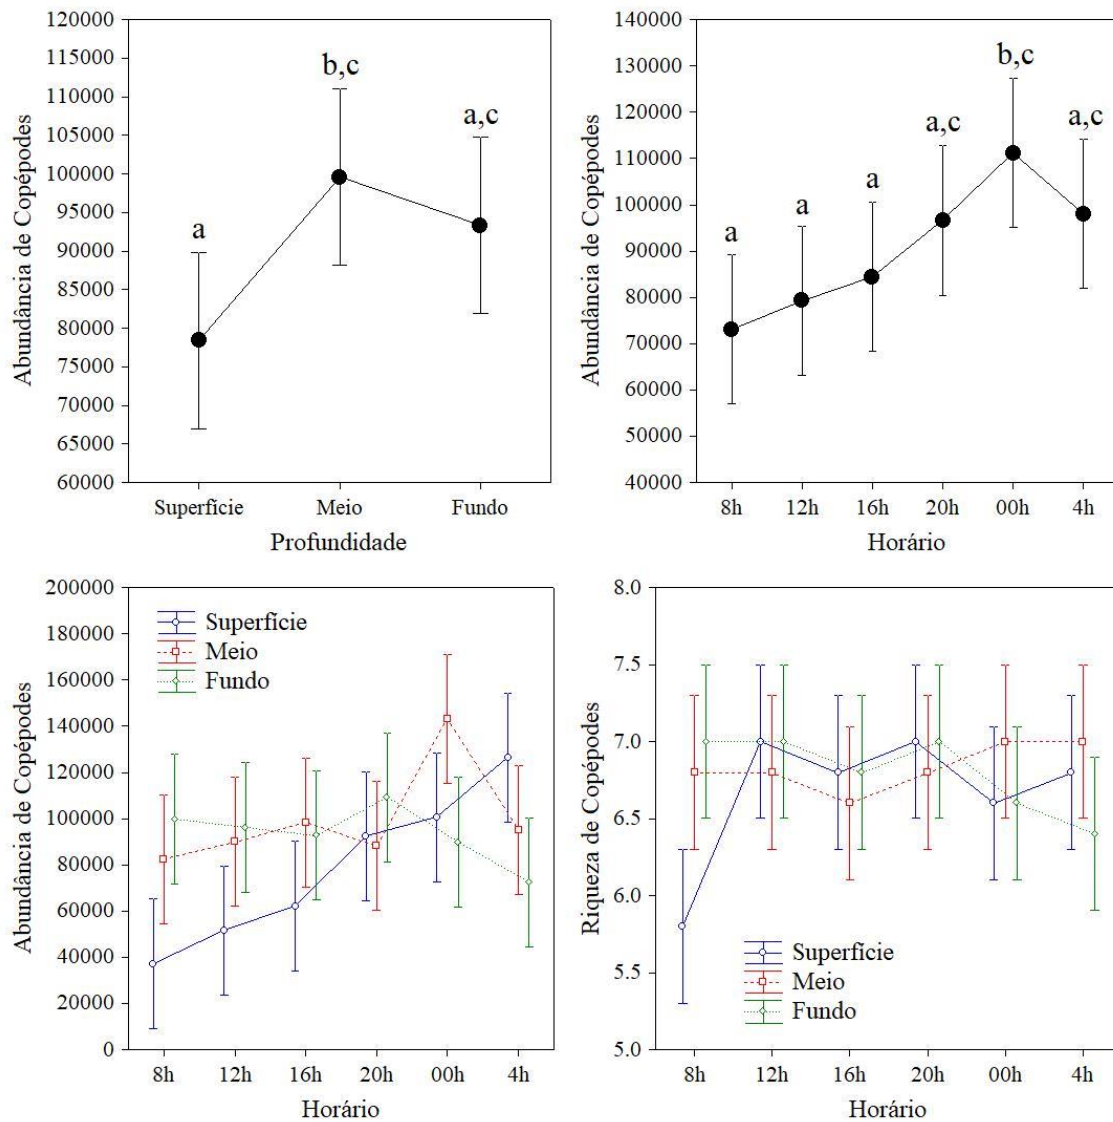 120000
115000
110000
105000
100000
95000
90000
85000
80000
75000
70000
65000
60000
Abundância de Copépodes
a
b,c
a,c
Superfície Meio Fundo
Profundidade
140000
130000
120000
110000
100000
90000
80000
70000
60000
50000
40000
Abundância de Copépodes
a
a
a
a,c
b,c
a,c
8h 12h 16h 20h 00h 4h
Horário
200000
180000
160000
140000
120000
100000
80000
60000
40000
20000
0
Abundância de Copépodes
Superfície
Meio
Fundo
8h 12h 16h 20h 00h 4h
Horário
8.0
7.5
7.0
6.5
6.0
5.5
5.0
Riqueza de Copépodes
Superfície
Meio
Fundo
8h 12h 16h 20h 00h 4h
Horário